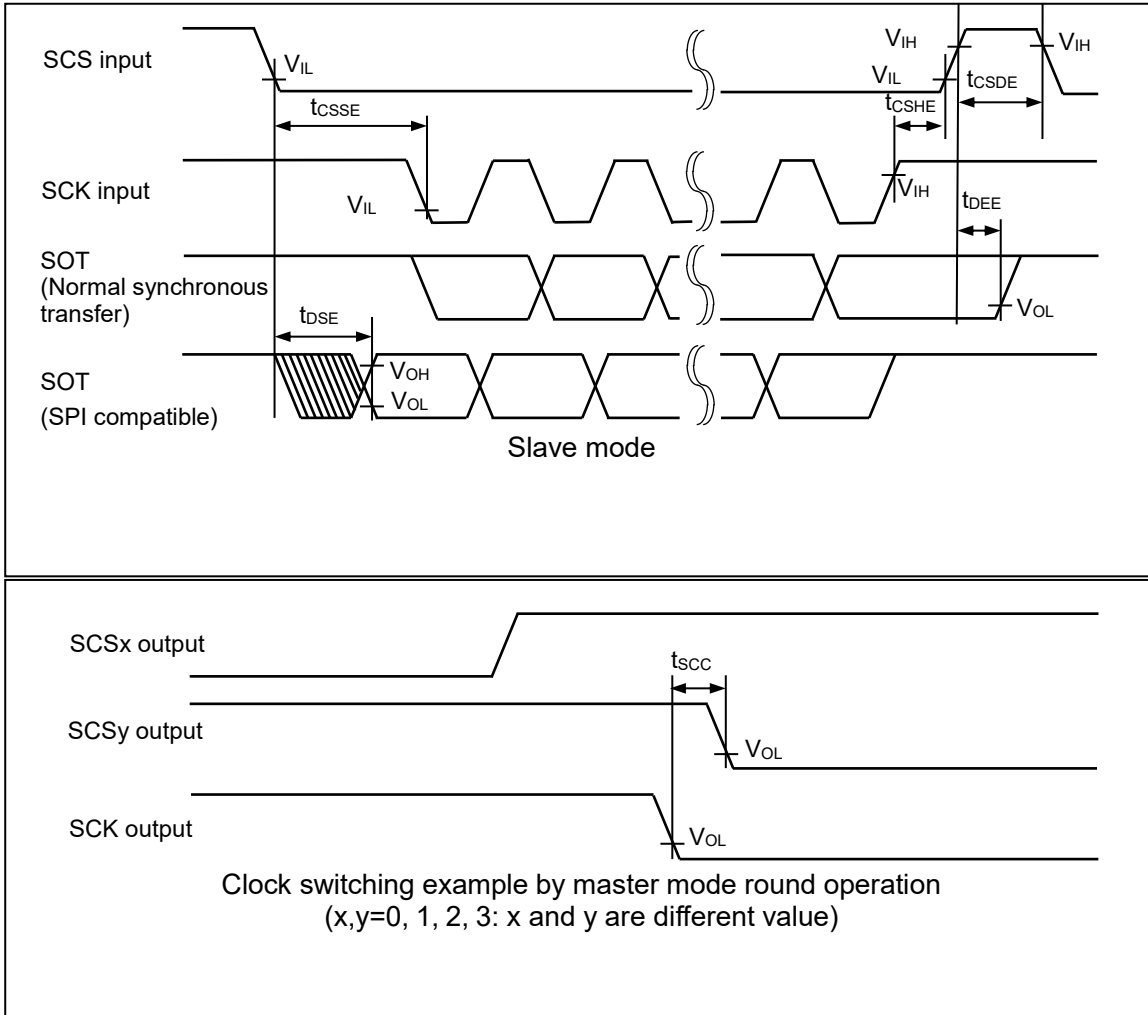 SCS input
VIL
tCSSE
VIH
VIH
VIL
tCSDE
tCSHE
SCK input
VIL
VIH
tDEE
SOT
(Normal synchronous
transfer)
VOL
tDSE
SOT
(SPI compatible)
VOH
VOL
Slave mode
SCSx output
tSCC
SCSy output
VOL
SCK output
VOL
Clock switching example by master mode round operation
(x,y=0, 1, 2, 3: x and y are different value)